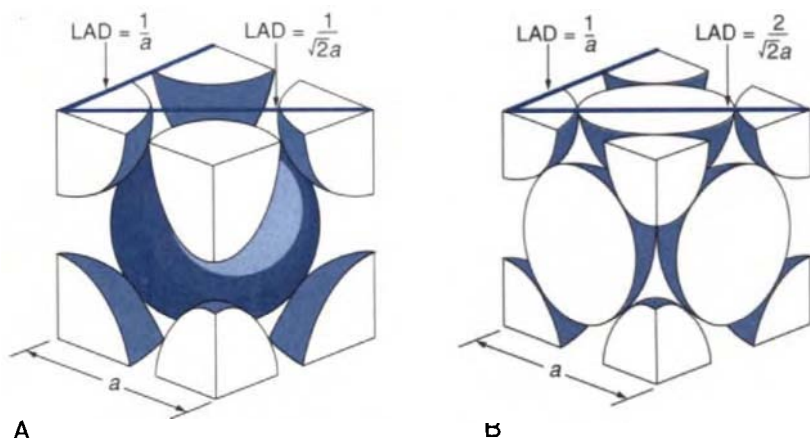 LAD = 1/a
LAD = 1/√2a
a
A
LAD = 1/a
LAD = 2/√2a
a
B